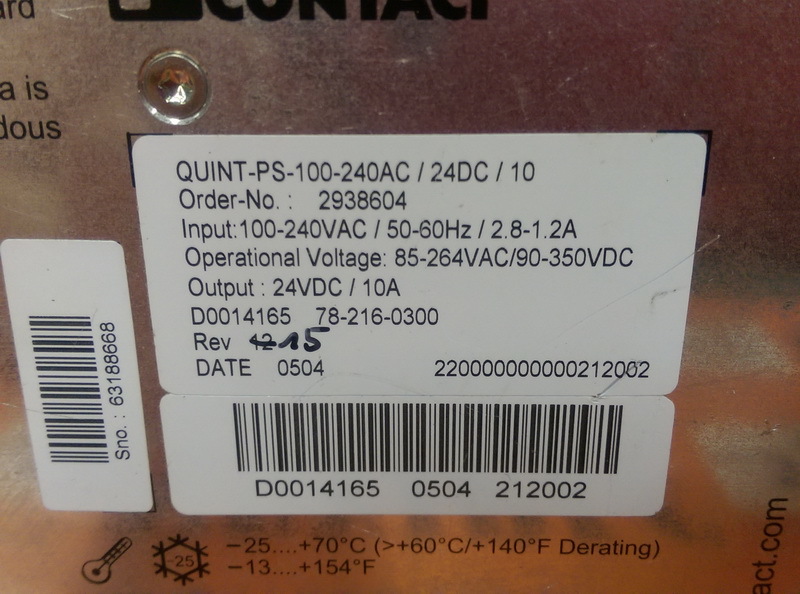 ard
CONTACT
a is
dous
QUINT-PS-100-240AC / 24DC / 10
Order-No. : 2938604
Input:100-240VAC / 50-60Hz / 2.8-1.2A
Operational Voltage: 85-264VAC/90-350VDC
Output : 24VDC / 10A
D0014165 78-216-0300
Rev 12 15
DATE 0504 220000000000212002
Sno. : 63188668
D0014165 0504 212002
-25
–25....+70°C (>+60°C/+140°F Derating)
–13....+154°F
act.com